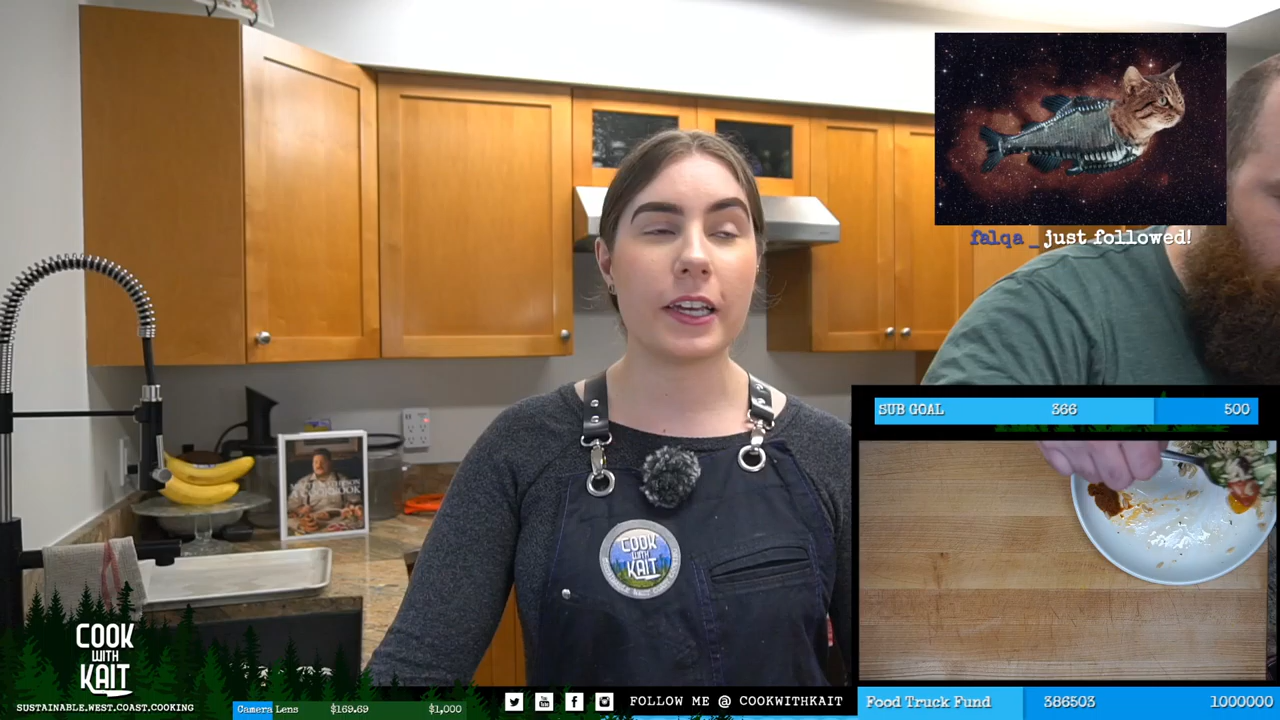 falqa_ just followed!
SUB GOAL 366 500
COOK
WITH
KAIT
COOK
WITH
KAIT
SUSTAINABLE.WEST.COAST.COOKING
Camera Lens $169.69 $1,000
FOLLOW ME @ COOKWITHKAIT
Food Truck Fund 386503 1000000